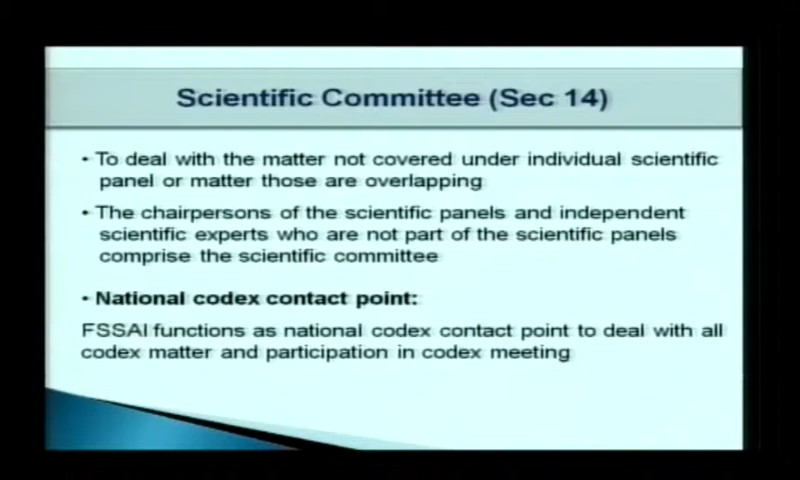 Scientific Committee (Sec 14)
• To deal with the matter not covered under individual scientific
panel or matter those are overlapping
• The chairpersons of the scientific panels and independent
scientific experts who are not part of the scientific panels
comprise the scientific committee
• National codex contact point:
FSSAI functions as national codex contact point to deal with all
codex matter and participation in codex meeting